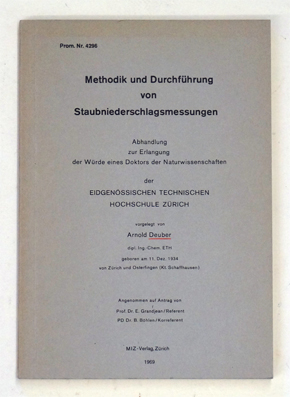 Prom. Nr. 4396
Methodik und Durchführung
von
Staubniederschlagsmessungen
Abhandlung
zur Erlangung
der Würde eines Doktors der Naturwissenschaften
der
EIDGENÖSSISCHEN TECHNISCHEN
HOCHSCHULE ZÜRICH
vorgelegt von
Arnold Deuber
dipl. Ing.-Chem. ETH
geboren am 11. Dez. 1934
von Zürich und Osterfingen (Kt. Schaffhausen)
Angenommen auf Antrag von
Prof. Dr. E. Grandjean/Referent
PD Dr. B. Böhlen/Korreferent
MIZ-Verlag, Zürich
1969